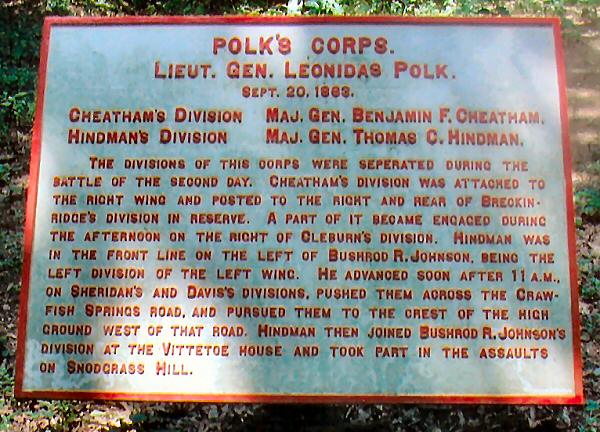 POLK'S CORPS.
LIEUT. GEN. LEONIDAS POLK.
SEPT. 20, 1863.
CHEATHAM'S DIVISION MAJ. GEN. BENJAMIN F. CHEATHAM.
HINDMAN'S DIVISION MAJ. GEN. THOMAS C. HINDMAN.
THE DIVISIONS OF THIS CORPS WERE SEPERATED DURING THE
BATTLE OF THE SECOND DAY. CHEATHAM'S DIVISION WAS ATTACHED TO
THE RIGHT WING AND POSTED TO THE RIGHT AND REAR OF BRECKIN-
RIDGE'S DIVISION IN RESERVE. A PART OF IT BECAME ENGAGED DURING
THE AFTERNOON ON THE RIGHT OF CLEBURN'S DIVISION. HINDMAN WAS
IN THE FRONT LINE ON THE LEFT OF BUSHROD R. JOHNSON, BEING THE
LEFT DIVISION OF THE LEFT WING. HE ADVANCED SOON AFTER 11 A.M.,
ON SHERIDAN'S AND DAVIS'S DIVISIONS, PUSHED THEM ACROSS THE CRAW-
FISH SPRINGS ROAD, AND PURSUED THEM TO THE CREST OF THE HIGH
GROUND WEST OF THAT ROAD. HINDMAN THEN JOINED BUSHROD R. JOHNSON'S
DIVISION AT THE VITTETOE HOUSE AND TOOK PART IN THE ASSAULTS
ON SNODGRASS HILL.